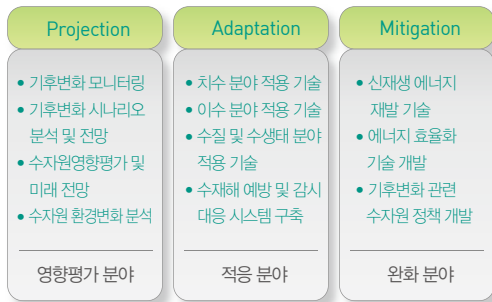 Projection
• 기후변화 모니터링
• 기후변화 시나리오
분석 및 전망
• 수자원영향평가 및
미래 전망
• 수자원 환경변화 분석
영향평가 분야
Adaptation
• 치수 분야 적용 기술
• 이수 분야 적용 기술
• 수질 및 수생태 분야
적용 기술
• 수재해 예방 및 감시
대응 시스템 구축
적응 분야
Mitigation
• 신재생 에너지
재발 기술
• 에너지 효율화
기술 개발
• 기후변화 관련
수자원 정책 개발
완화 분야